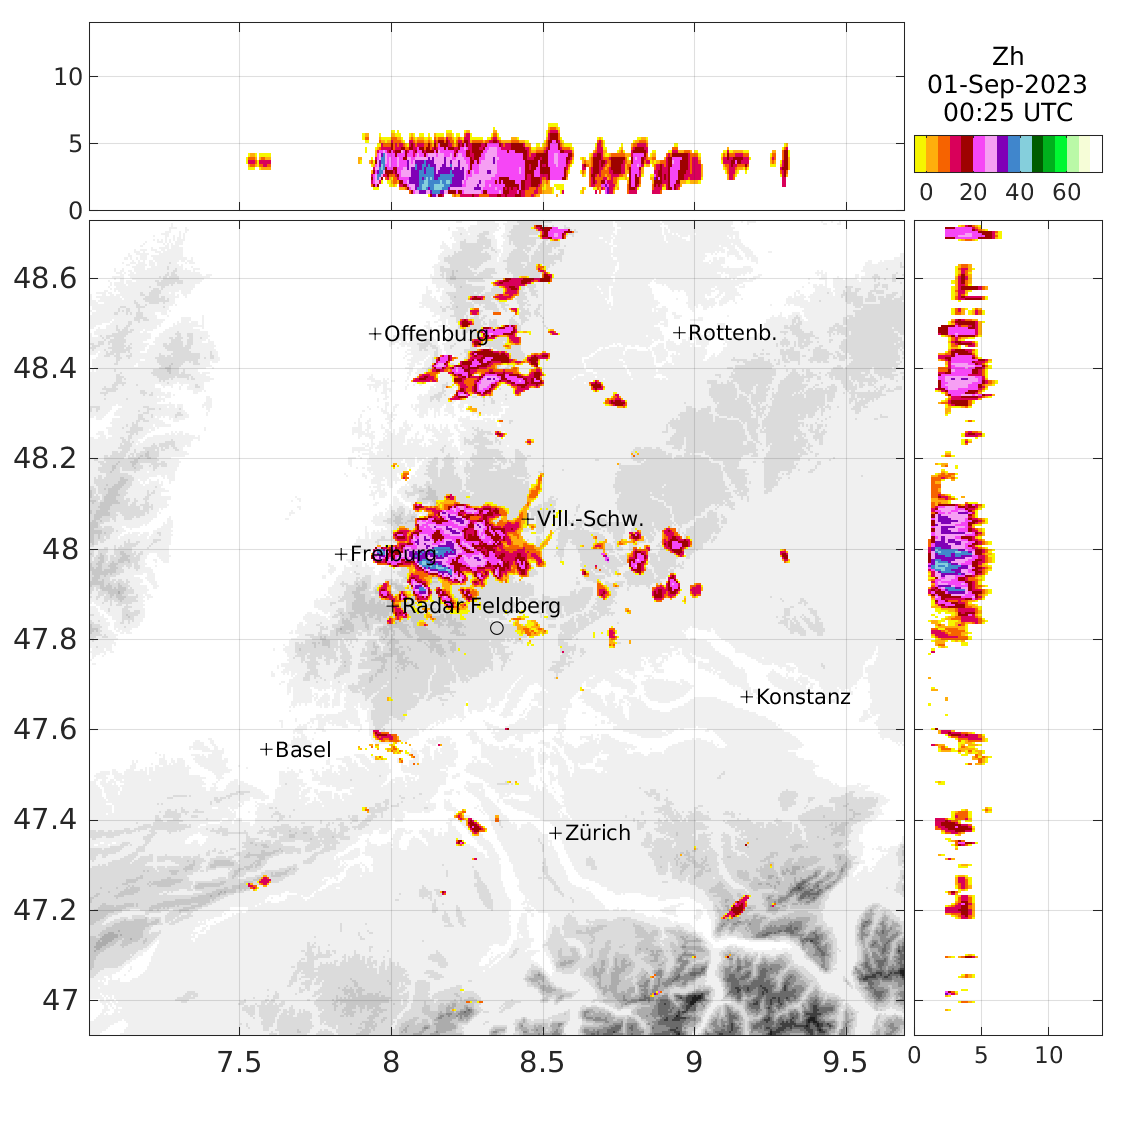 Zh
01-Sep-2023
00:25 UTC
0 20 40 60
10
5
0
48.6
48.4
48.2
48
47.8
47.6
47.4
47.2
47
+Offenburg
+Rottenb.
+Vill.-Schw.
+Freiburg
+Radar Feldberg
+Konstanz
+Basel
+Zürich
7.5 8 8.5 9 9.5
0 5 10